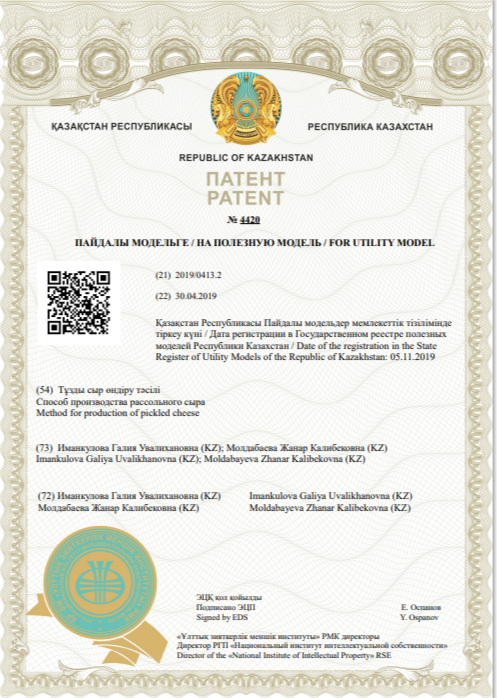 ҚАЗАҚСТАН РЕСПУБЛИКАСЫ
РЕСПУБЛИКА КАЗАХСТАН
REPUBLIC OF KAZAKHSTAN
ПАТЕНТ
PATENT
№ 4420
ПАЙДАЛЫ МОДЕЛЬГЕ / НА ПОЛЕЗНУЮ МОДЕЛЬ / FOR UTILITY MODEL
(21) 2019/0413.2
(22) 30.04.2019
Қазақстан Республикасы Пайдалы модельдер мемлекеттік тізілімінде
тіркеу күні / Дата регистрации в Государственном реестре полезных
моделей Республики Казахстан / Date of the registration in the State
Register of Utility Models of the Republic of Kazakhstan: 05.11.2019
(54) Тұзды сыр өндіру тәсілі
Способ производства рассольного сыра
Method for production of pickled cheese
(73) Иманкулова Галия Увалихановна (KZ); Молдабаева Жанар Калибековна (KZ)
Imankulova Galiya Uvalikhanovna (KZ); Moldabayeva Zhanar Kalibekovna (KZ)
(72) Иманкулова Галия Увалихановна (KZ)
Молдабаева Жанар Калибековна (KZ)
Imankulova Galiya Uvalikhanovna (KZ)
Moldabayeva Zhanar Kalibekovna (KZ)
ЭЦҚ қол қойылды
Подписано ЭЦП
Signed by EDS
Е. Оспанов
Y. Ospanov
«Ұлттық зияткерлік меншік институты» РМК директоры
Директор РГП «Национальный институт интеллектуальной собственности»
Director of the «National Institute of Intellectual Property» RSE